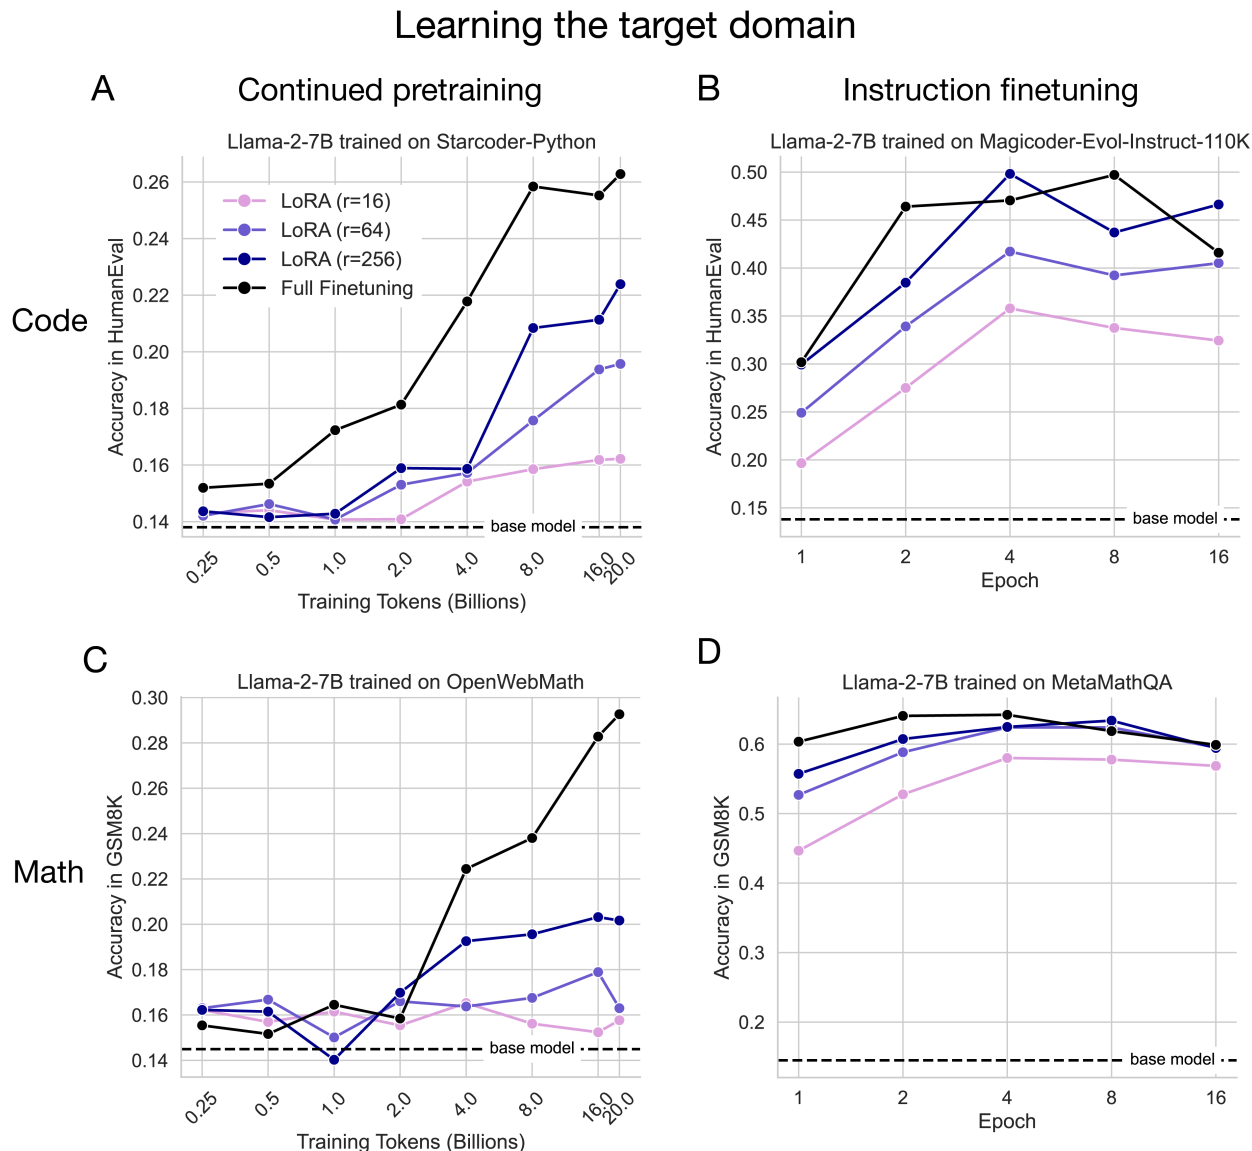 Learning the target domain
A
Continued pretraining
B
Instruction finetuning
Llama-2-7B trained on Starcoder-Python
Llama-2-7B trained on Magicoder-Evol-Instruct-110K
Code
Accuracy in HumanEval
0.26
0.24
0.22
0.20
0.18
0.16
0.14
LoRA (r=16)
LoRA (r=64)
LoRA (r=256)
Full Finetuning
base model
0.25
0.5
1.0
2.0
4.0
8.0
16.0
20.0
Training Tokens (Billions)
Accuracy in HumanEval
0.50
0.45
0.40
0.35
0.30
0.25
0.20
0.15
base model
1
2
4
8
16
Epoch
C
D
Llama-2-7B trained on OpenWebMath
Llama-2-7B trained on MetaMathQA
Math
Accuracy in GSM8K
0.30
0.28
0.26
0.24
0.22
0.20
0.18
0.16
0.14
base model
0.25
0.5
1.0
2.0
4.0
8.0
16.0
20.0
Training Tokens (Billions)
Accuracy in GSM8K
0.6
0.5
0.4
0.3
0.2
base model
1
2
4
8
16
Epoch